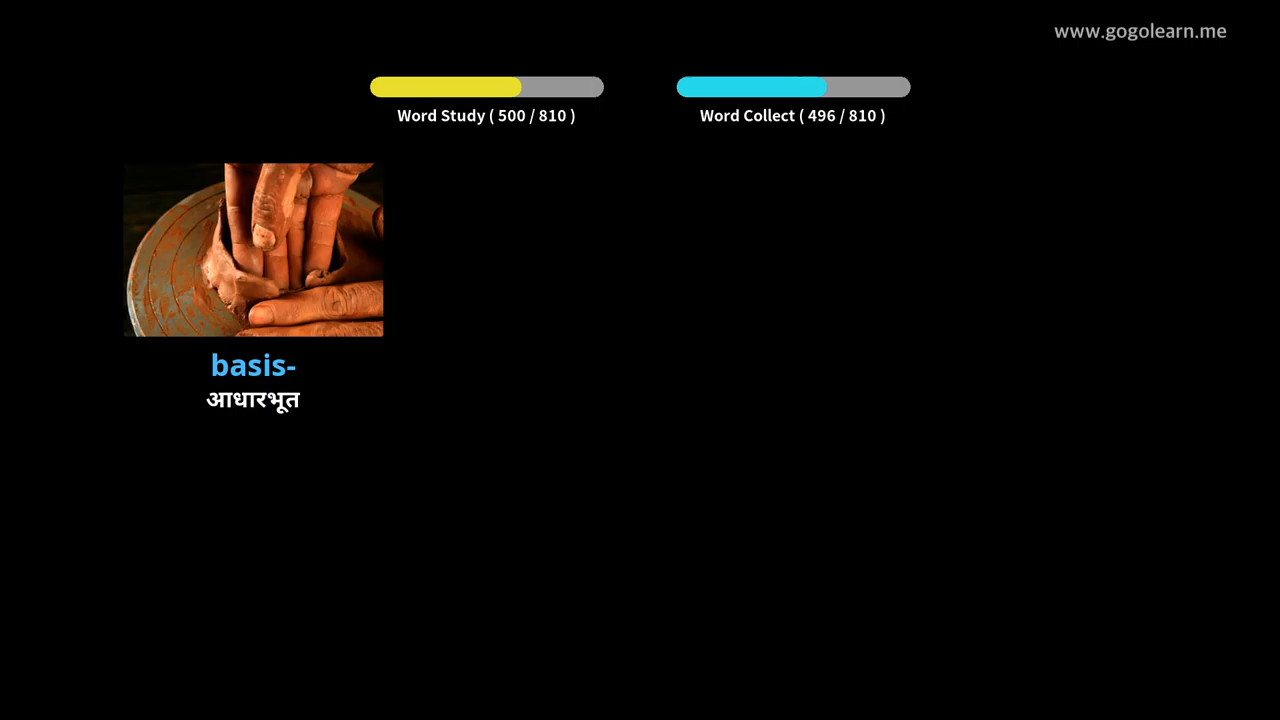 www.gogolearn.me
Word Study ( 500 / 810 )
Word Collect ( 496 / 810 )
basis-
आधारभूत